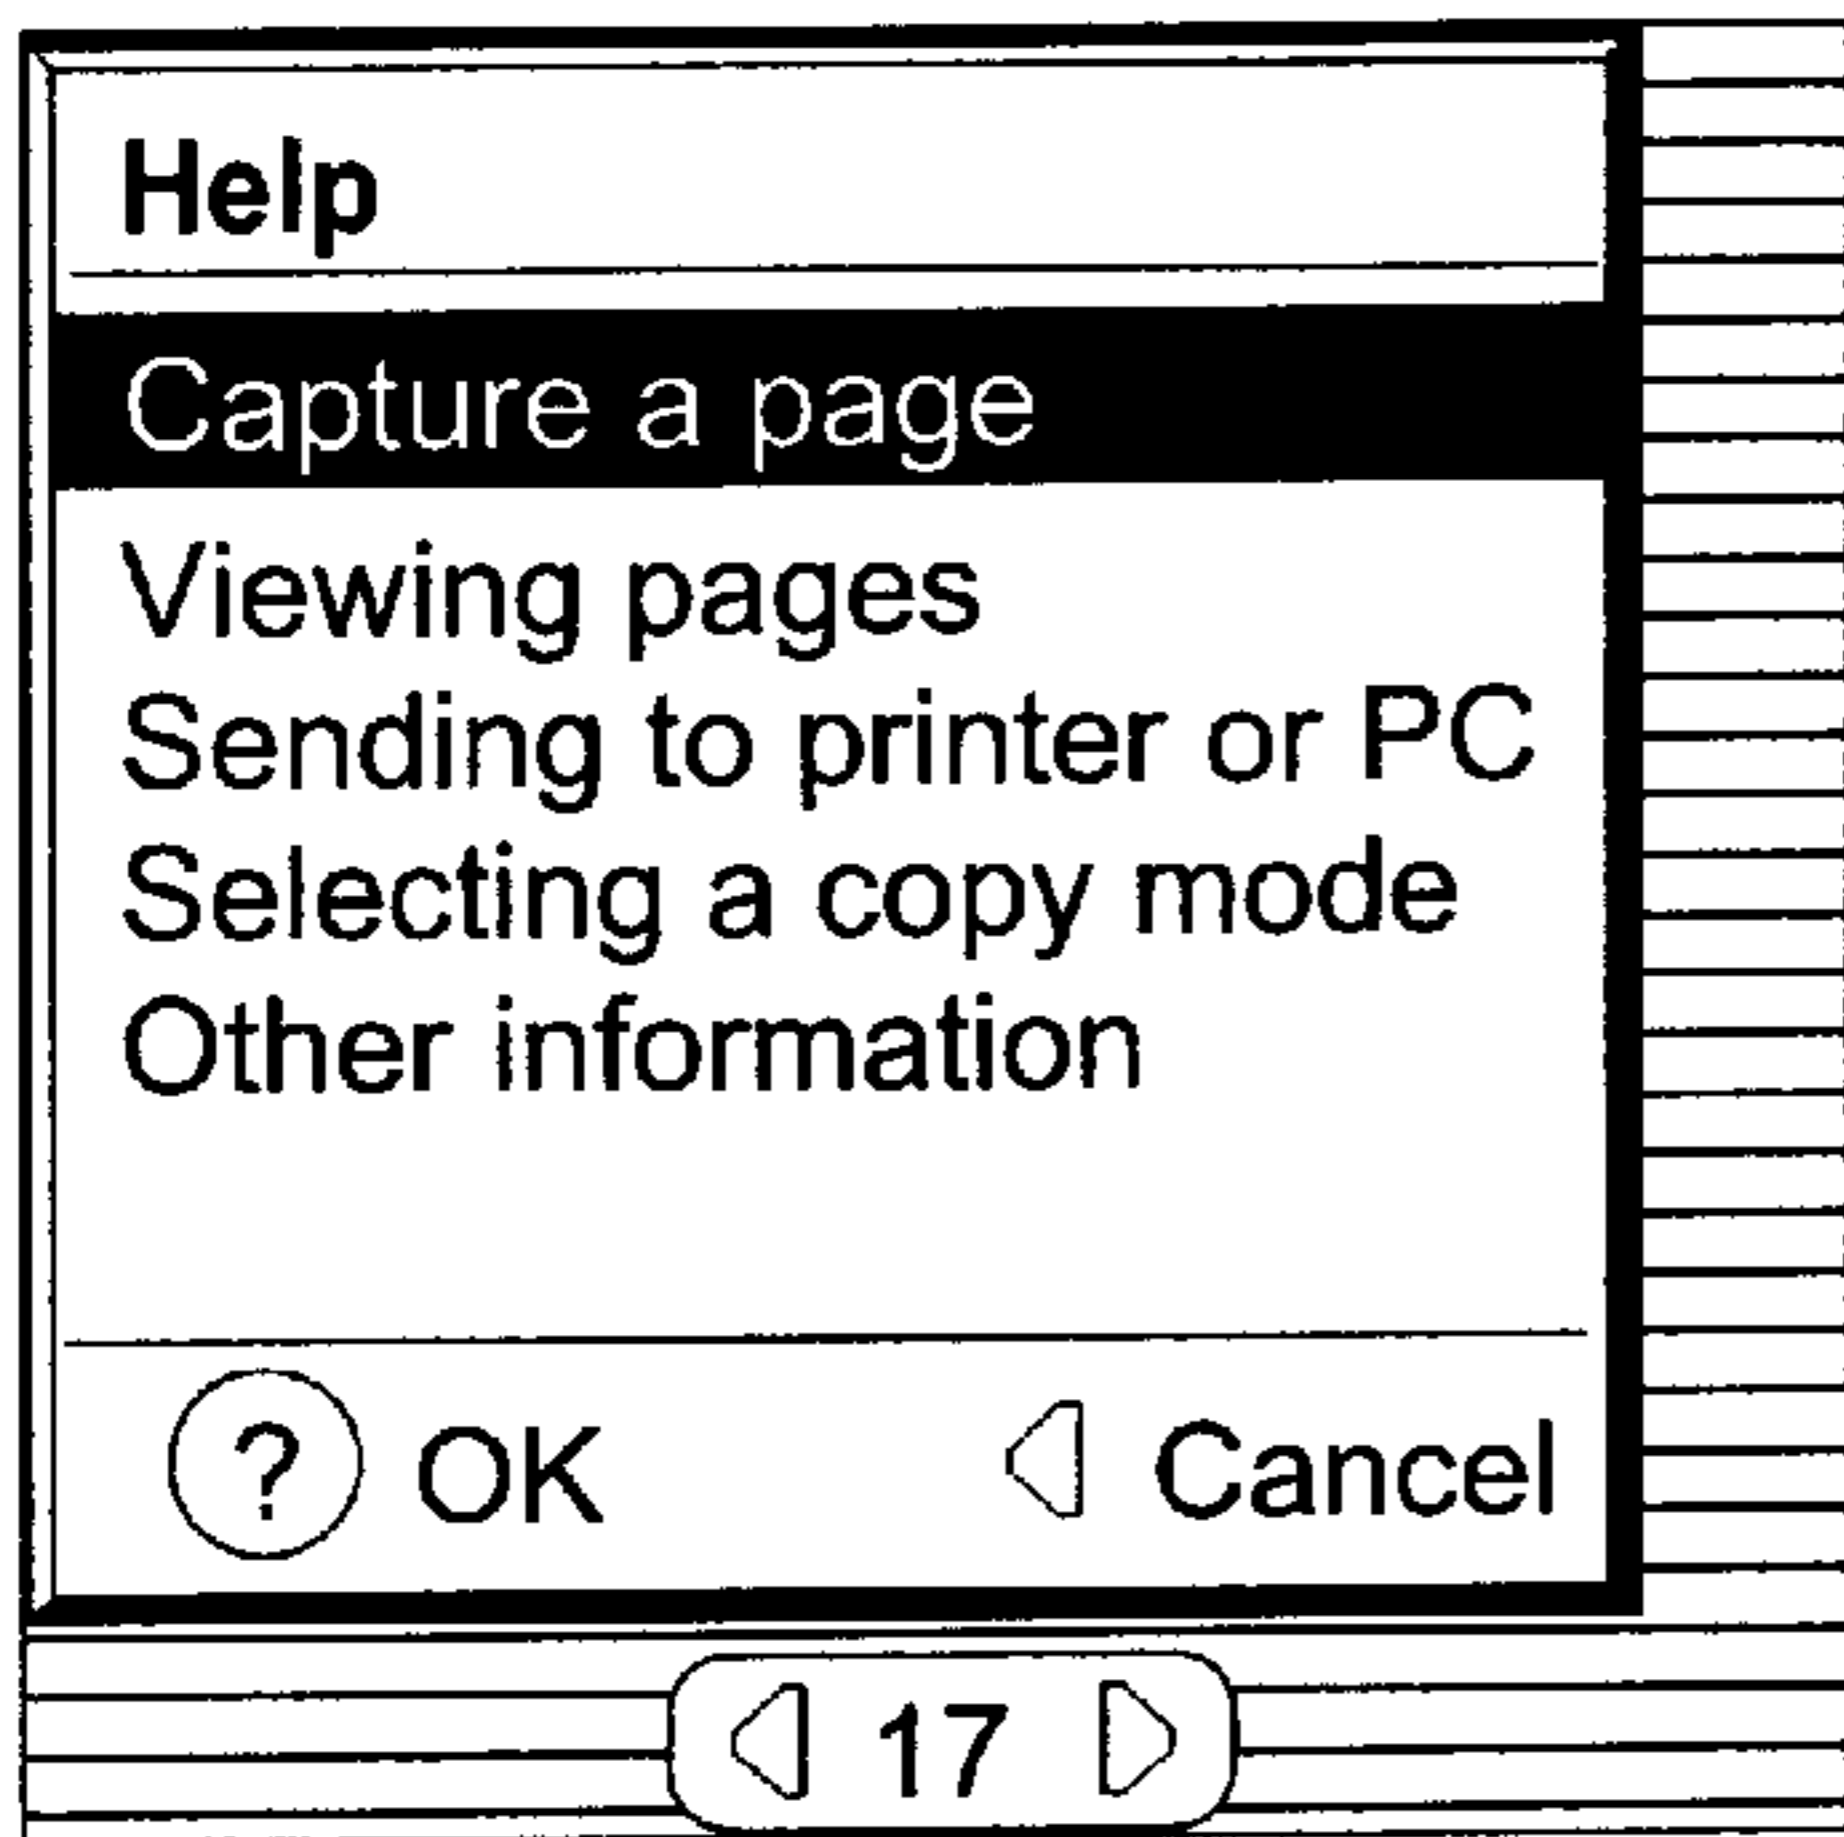 Help
Capture a page
Viewing pages
Sending to printer or PC
Selecting a copy mode
Other information
? OK Cancel
17